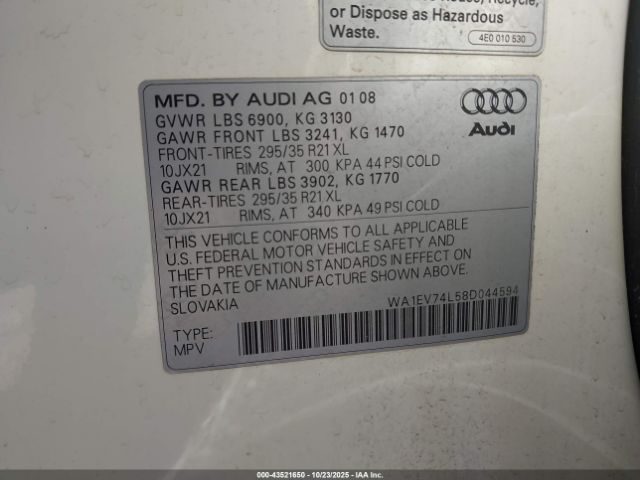 or Dispose as Hazardous
Waste.
4E0 010 530
MFD. BY AUDI AG 01 08
GVWR LBS 6900, KG 3130
GAWR FRONT LBS 3241, KG 1470
FRONT-TIRES 295/35 R21 XL
10JX21 RIMS, AT 300 KPA 44 PSI COLD
GAWR REAR LBS 3902, KG 1770
REAR-TIRES 295/35 R21 XL
10JX21 RIMS, AT 340 KPA 49 PSI COLD
Audi
THIS VEHICLE CONFORMS TO ALL APPLICABLE
U.S. FEDERAL MOTOR VEHICLE SAFETY AND
THEFT PREVENTION STANDARDS IN EFFECT ON
THE DATE OF MANUFACTURE SHOWN ABOVE.
SLOVAKIA
WA1EV74L58D044594
TYPE:
MPV
000-43521650 - 10/23/2025 - IAAI.COM